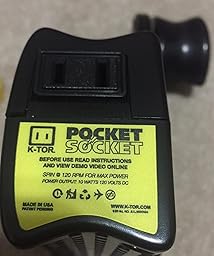 K-TOR
POCKET
SOCKET
BEFORE USE READ INSTRUCTIONS
AND VIEW DEMO VIDEO ONLINE
SPIN @ 120 RPM FOR MAX POWER
POWER OUTPUT: 10 WATTS 120 VOLTS DC
MADE IN USA
PATENT PENDING
WWW.K-TOR.COM